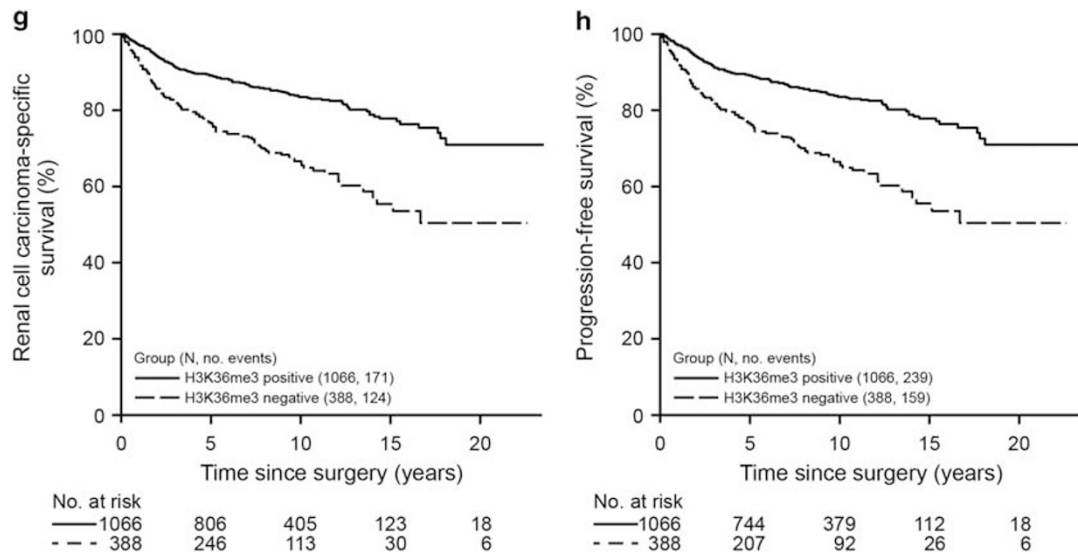 g
Renal cell carcinoma-specific
survival (%)
100
80
60
40
20
0
Group (N, no. events)
H3K36me3 positive (1066, 171)
H3K36me3 negative (388, 124)
0 5 10 15 20
Time since surgery (years)
No. at risk
1066 806 405 123 18
388 246 113 30 6
h
Progression-free survival (%)
100
80
60
40
20
0
Group (N, no. events)
H3K36me3 positive (1066, 239)
H3K36me3 negative (388, 159)
0 5 10 15 20
Time since surgery (years)
No. at risk
1066 744 379 112 18
388 207 92 26 6